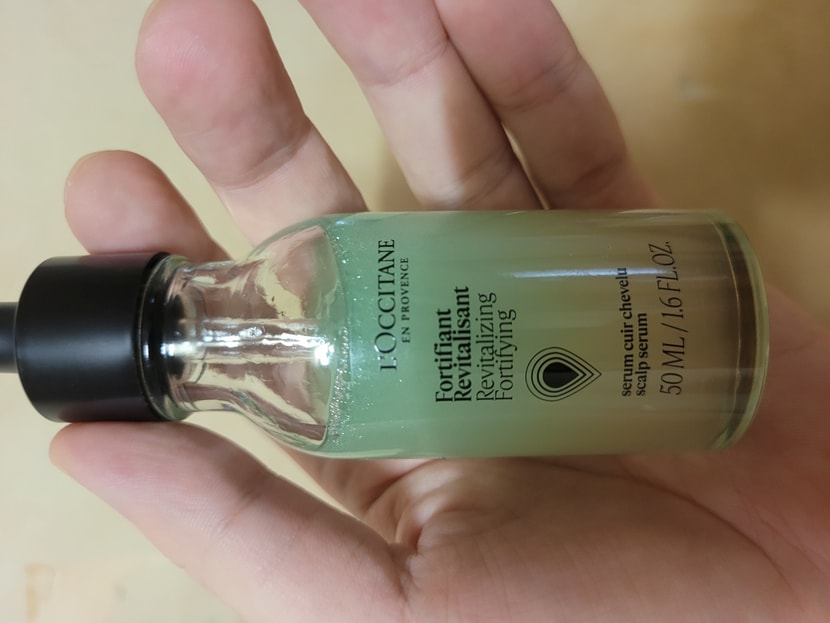 L'OCCITANE
EN PROVENCE
Fortifiant
Revitalisant
Revitalizing
Fortifying
serum cuir chevelu
scalp serum
50 ML / 1.6 FL.OZ.